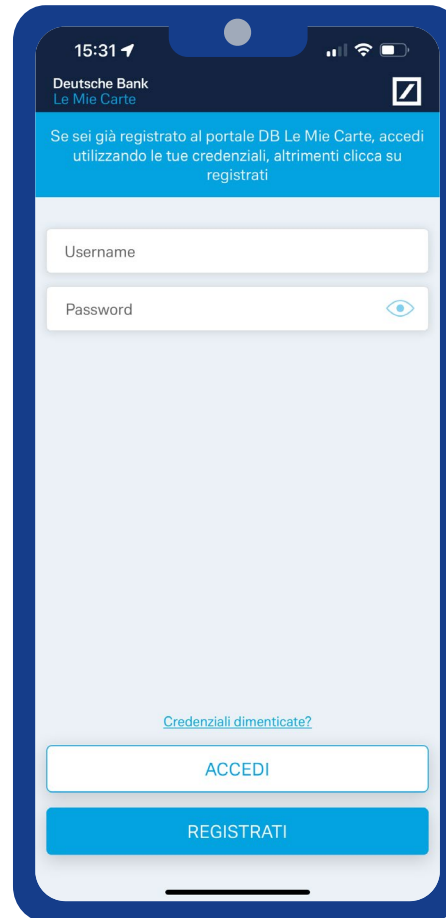 15:31
Deutsche Bank
Le Mie Carte
Se sei già registrato al portale DB Le Mie Carte, accedi
utilizzando le tue credenziali, altrimenti clicca su
registrati
Username
Password
Credenziali dimenticate?
ACCEDI
REGISTRATI